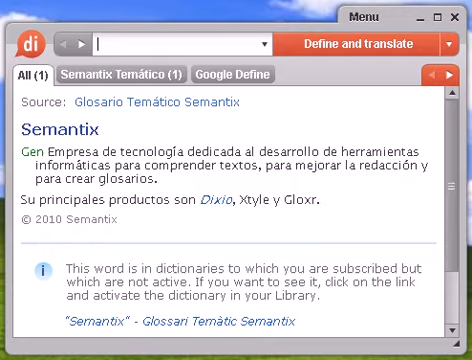 Menu
di
Define and translate
All (1)
Semantix Temático (1)
Google Define
Source: Glosario Temático Semantix
Semantix
Gen Empresa de tecnología dedicada al desarrollo de herramientas
informáticas para comprender textos, para mejorar la redacción y
para crear glosarios.
Su principales productos son Dixio, Xtyle y Gloxr.
© 2010 Semantix
i
This word is in dictionaries to which you are subscribed but
which are not active. If you want to see it, click on the link
and activate the dictionary in your Library.
"Semantix" - Glossari Temàtic Semantix